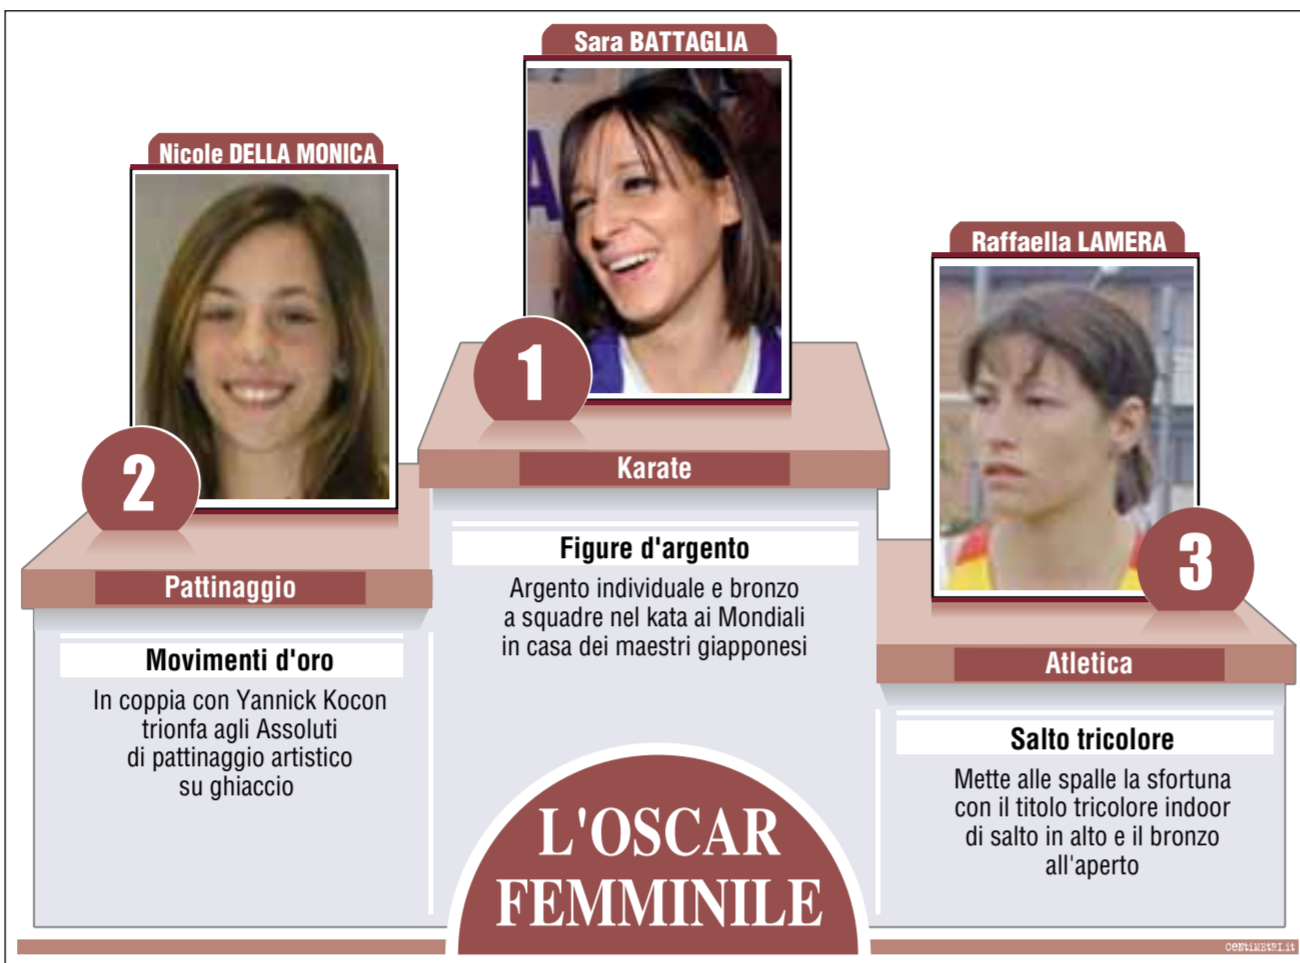 Sara BATTAGLIA
1
Karate
Figure d'argento
Argento individuale e bronzo
a squadre nel kata ai Mondiali
in casa dei maestri giapponesi
Nicole DELLA MONICA
2
Pattinaggio
Movimenti d'oro
In coppia con Yannick Kocon
trionfa agli Assoluti
di pattinaggio artistico
su ghiaccio
Raffaella LAMERA
3
Atletica
Salto tricolore
Mette alle spalle la sfortuna
con il titolo tricolore indoor
di salto in alto e il bronzo
all'aperto
L'OSCAR
FEMMINILE
CENTIMETRI.it